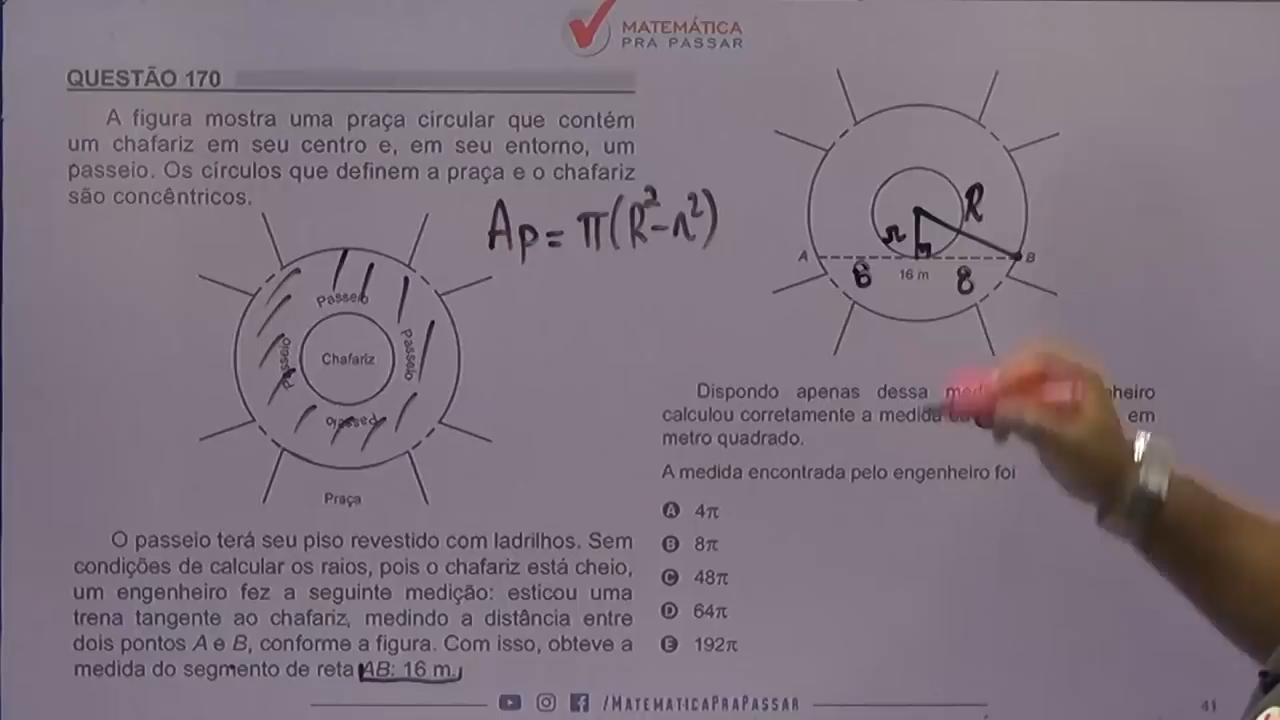 MATEMÁTICA
PRA PASSAR
QUESTÃO 170
A figura mostra uma praça circular que contém
um chafariz em seu centro e, em seu entorno, um
passeio. Os círculos que definem a praça e o chafariz
são concêntricos.
Ap = π(R²-r²)
Passeio
Passeio
Chafariz
Passeio
Passeio
Praça
O passeio terá seu piso revestido com ladrilhos. Sem
condições de calcular os raios, pois o chafariz está cheio,
um engenheiro fez a seguinte medição: esticou uma
trena tangente ao chafariz, medindo a distância entre
dois pontos A e B, conforme a figura. Com isso, obteve a
medida do segmento de reta AB: 16 m.
R
r
A
B
8
16 m
8
Dispondo apenas dessa
calculou corretamente a medida
em
metro quadrado.
A medida encontrada pelo engenheiro foi
A 4π
B 8π
C 48π
D 64π
E 192π
/MATEMATICAPRAPASSAR
41